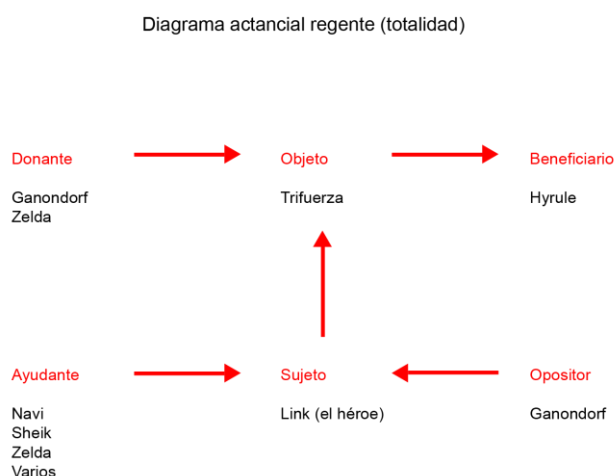 Diagrama actancial regente (totalidad)
Donante
Objeto
Beneficiario
Ganondorf
Zelda
Trifuerza
Hyrule
Ayudante
Sujeto
Opositor
Navi
Sheik
Zelda
Varios
Link (el héroe)
Ganondorf